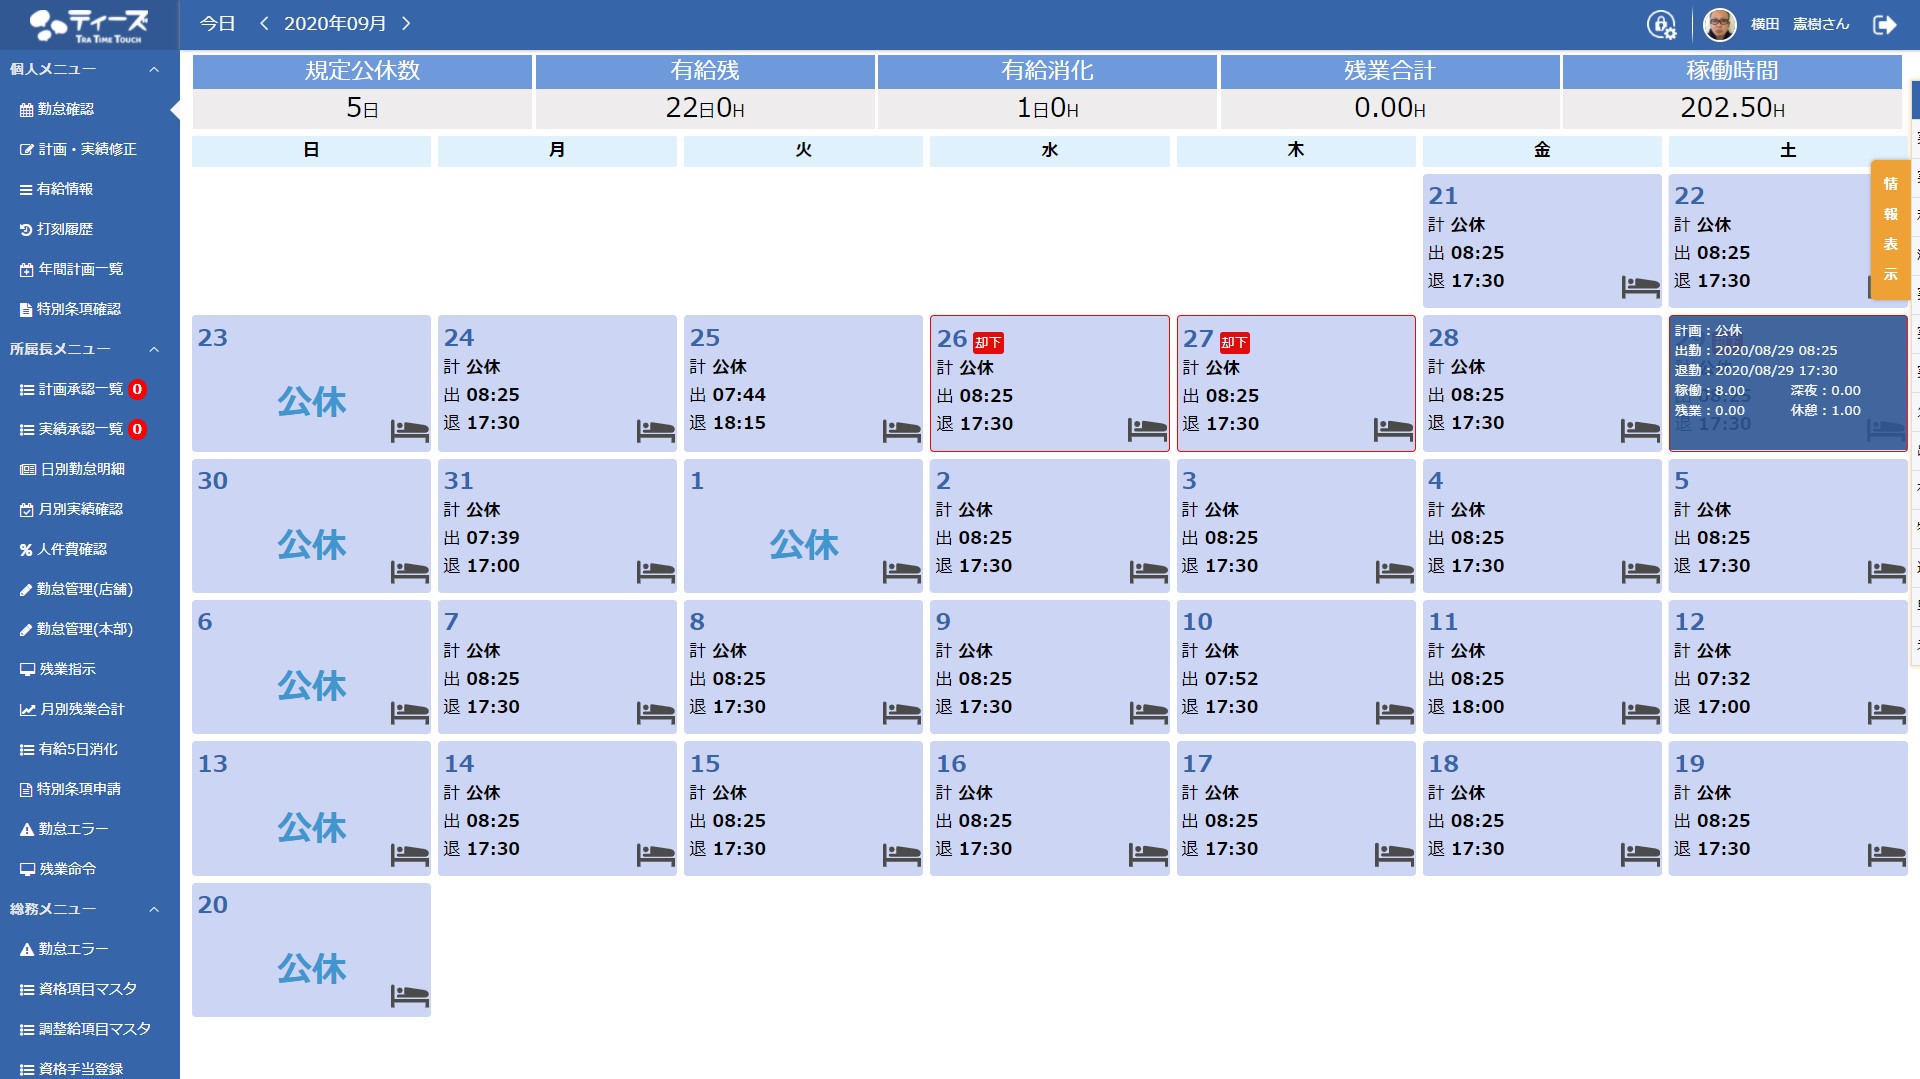 ティーズ
TRA TIME TOUCH
今日 2020年09月
横田 憲樹さん
個人メニュー
勤怠確認
計画・実績修正
有給情報
打刻履歴
年間計画一覧
特別条項確認
所属長メニュー
計画承認一覧 0
実績承認一覧 0
日別勤怠明細
月別実績確認
人件費確認
勤怠管理(店舗)
勤怠管理(本部)
残業指示
月別残業合計
有給5日消化
特別条項申請
勤怠エラー
残業命令
総務メニュー
勤怠エラー
資格項目マスタ
調整給項目マスタ
資格手当登録
規定公休数 有給残 有給消化 残業合計 稼働時間
5日 22日0H 1日0H 0.00H 202.50H
日 月 火 水 木 金 土
21
計 公休
出 08:25
退 17:30
22
計 公休
出 08:25
退 17:30
情報表示
23
公休
24
計 公休
出 08:25
退 17:30
25
計 公休
出 07:44
退 18:15
26 却下
計 公休
出 08:25
退 17:30
27 却下
計 公休
出 08:25
退 17:30
28
計 公休
出 08:25
退 17:30
計画：公休
出勤：2020/08/29 08:25
退勤：2020/08/29 17:30
稼働：8.00 深夜：0.00
残業：0.00 休憩：1.00
30
公休
31
計 公休
出 07:39
退 17:00
1
公休
2
計 公休
出 08:25
退 17:30
3
計 公休
出 08:25
退 17:30
4
計 公休
出 08:25
退 17:30
5
計 公休
出 08:25
退 17:30
6
公休
7
計 公休
出 08:25
退 17:30
8
計 公休
出 08:25
退 17:30
9
計 公休
出 08:25
退 17:30
10
計 公休
出 07:52
退 17:30
11
計 公休
出 08:25
退 18:00
12
計 公休
出 07:32
退 17:00
13
公休
14
計 公休
出 08:25
退 17:30
15
計 公休
出 08:25
退 17:30
16
計 公休
出 08:25
退 17:30
17
計 公休
出 08:25
退 17:30
18
計 公休
出 08:25
退 17:30
19
計 公休
出 08:25
退 17:30
20
公休